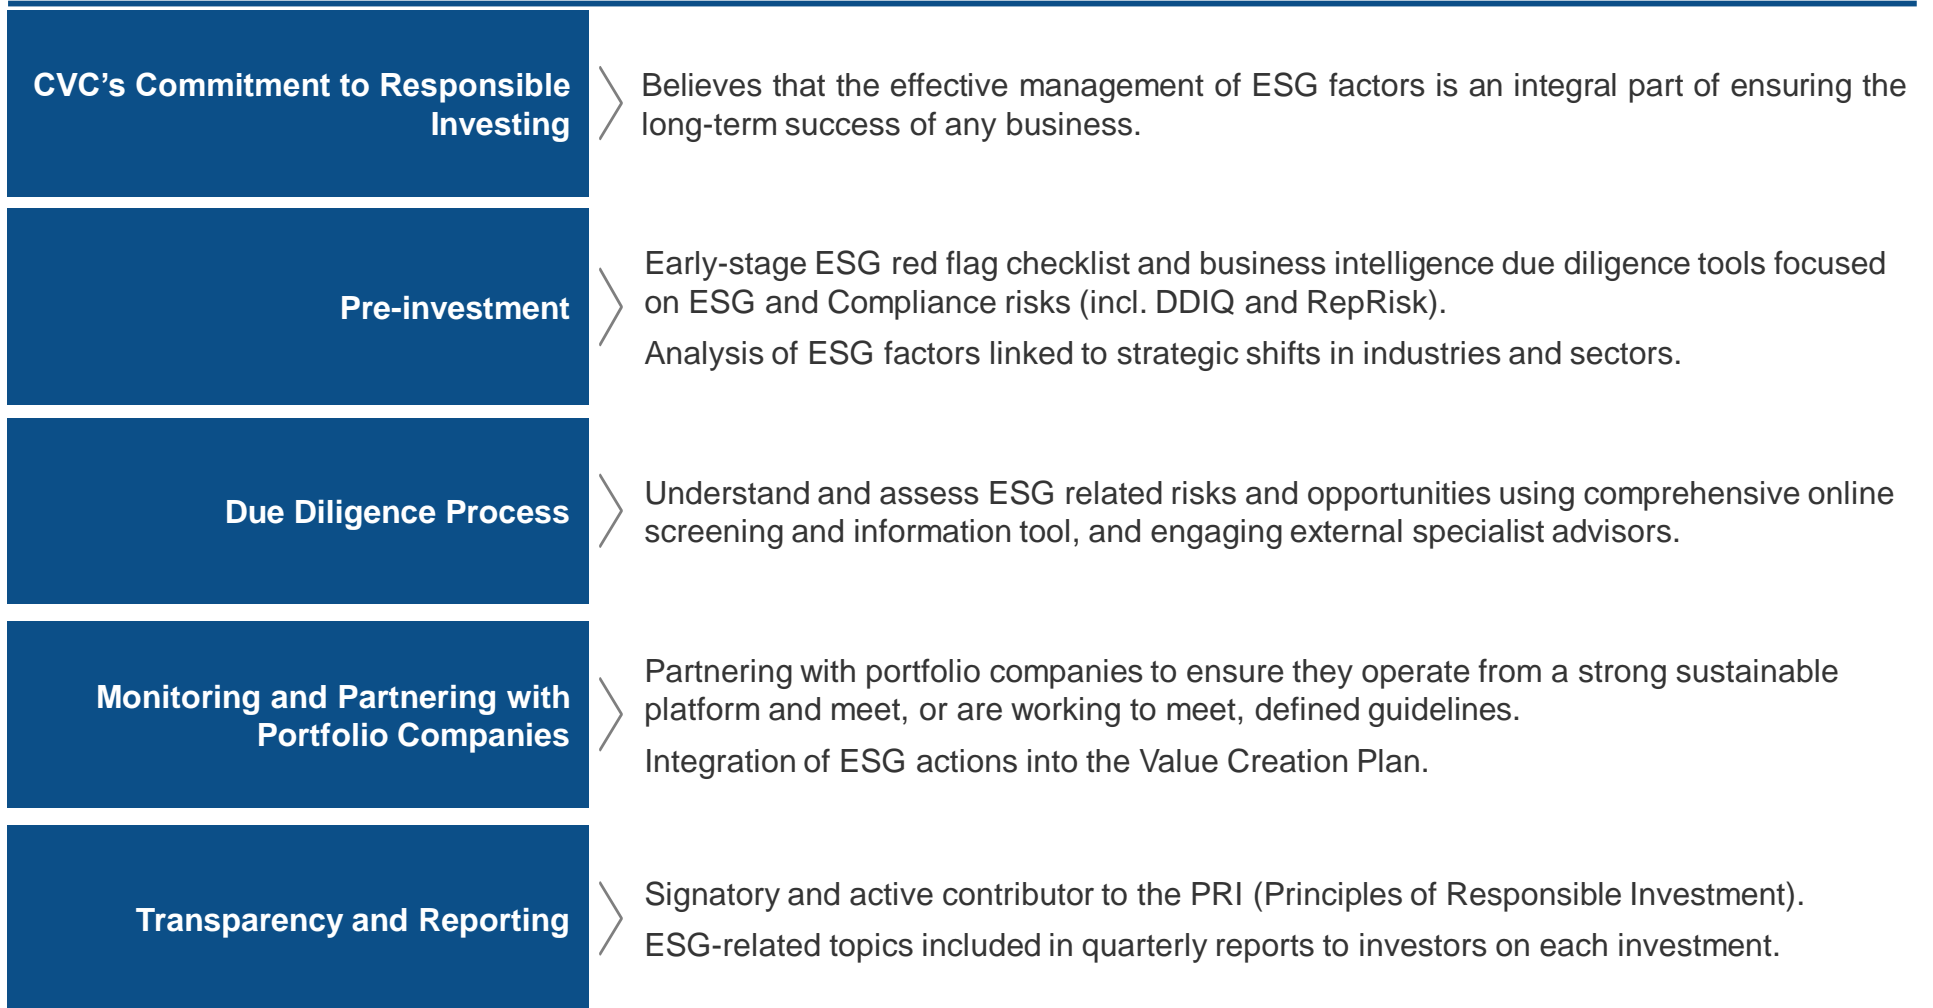 CVC’s Commitment to Responsible
Investing
Believes that the effective management of ESG factors is an integral part of ensuring the
long-term success of any business.
Pre-investment
Early-stage ESG red flag checklist and business intelligence due diligence tools focused
on ESG and Compliance risks (incl. DDIQ and RepRisk).
Analysis of ESG factors linked to strategic shifts in industries and sectors.
Due Diligence Process
Understand and assess ESG related risks and opportunities using comprehensive online
screening and information tool, and engaging external specialist advisors.
Monitoring and Partnering with
Portfolio Companies
Partnering with portfolio companies to ensure they operate from a strong sustainable
platform and meet, or are working to meet, defined guidelines.
Integration of ESG actions into the Value Creation Plan.
Transparency and Reporting
Signatory and active contributor to the PRI (Principles of Responsible Investment).
ESG-related topics included in quarterly reports to investors on each investment.